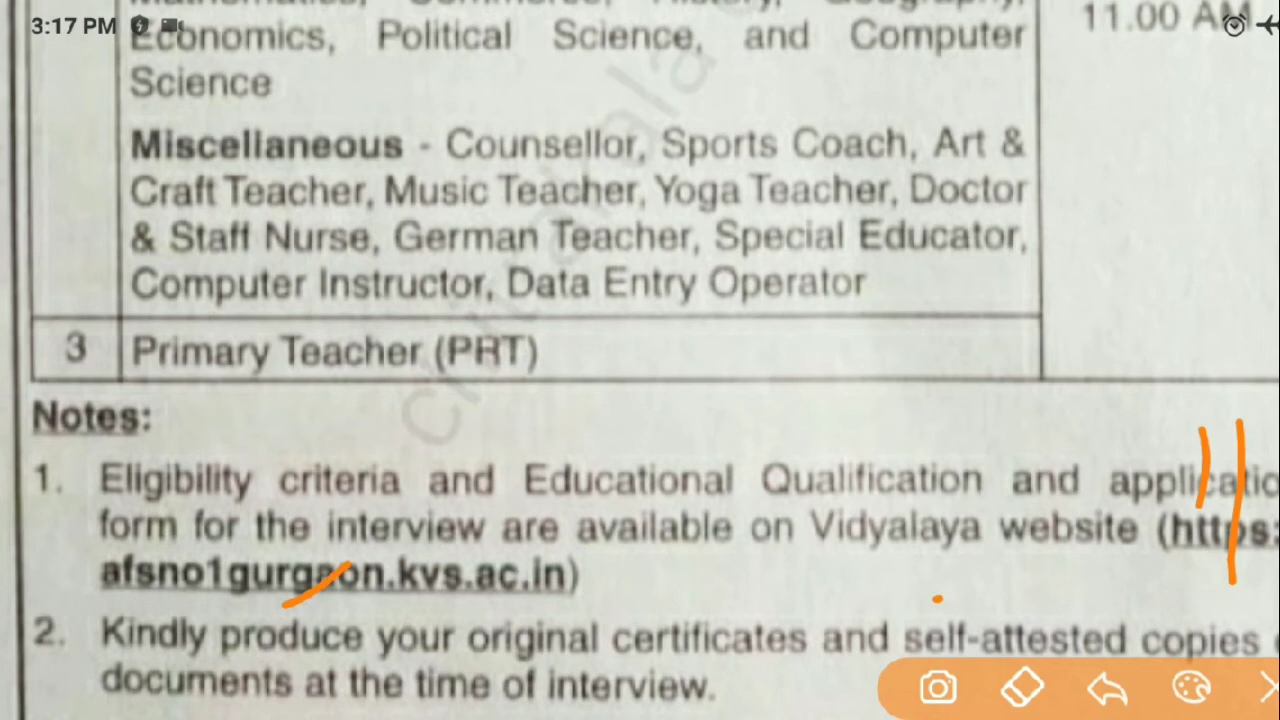 3:17 PM
Economics, Political Science, and Computer
Science
11.00 AM
Miscellaneous - Counsellor, Sports Coach, Art &
Craft Teacher, Music Teacher, Yoga Teacher, Doctor
& Staff Nurse, German Teacher, Special Educator,
Computer Instructor, Data Entry Operator
3 Primary Teacher (PRT)
Notes:
1. Eligibility criteria and Educational Qualification and applicatio
form for the interview are available on Vidyalaya website (https:
afsno1gurgaon.kvs.ac.in)
2. Kindly produce your original certificates and self-attested copies
documents at the time of interview.